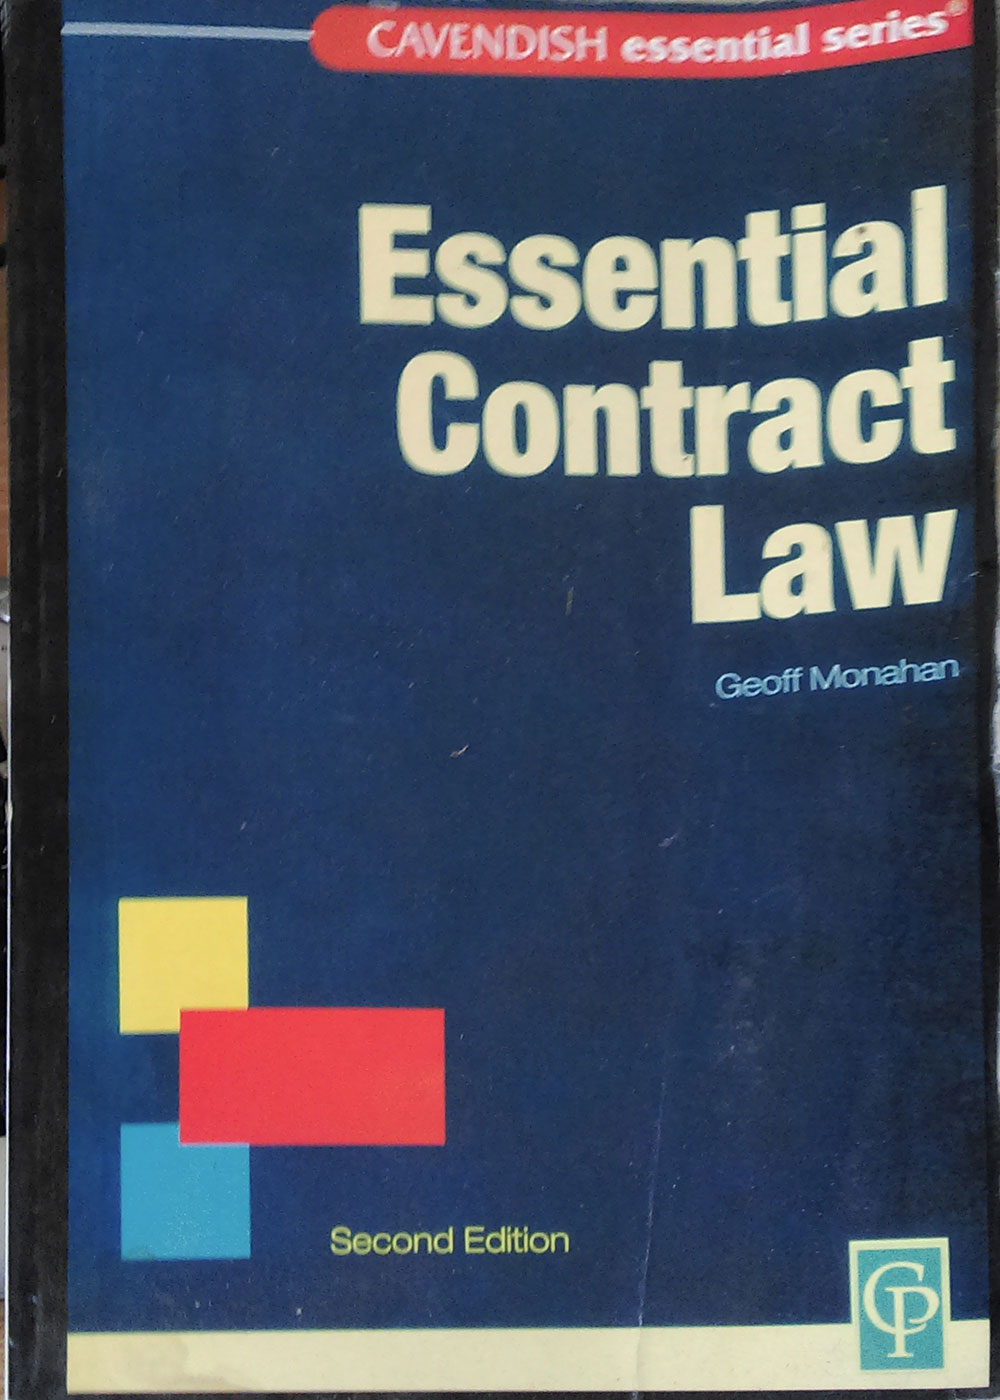 CAVENDISH essential series®
Essential
Contract
Law
Geoff Monahan
Second Edition
CP